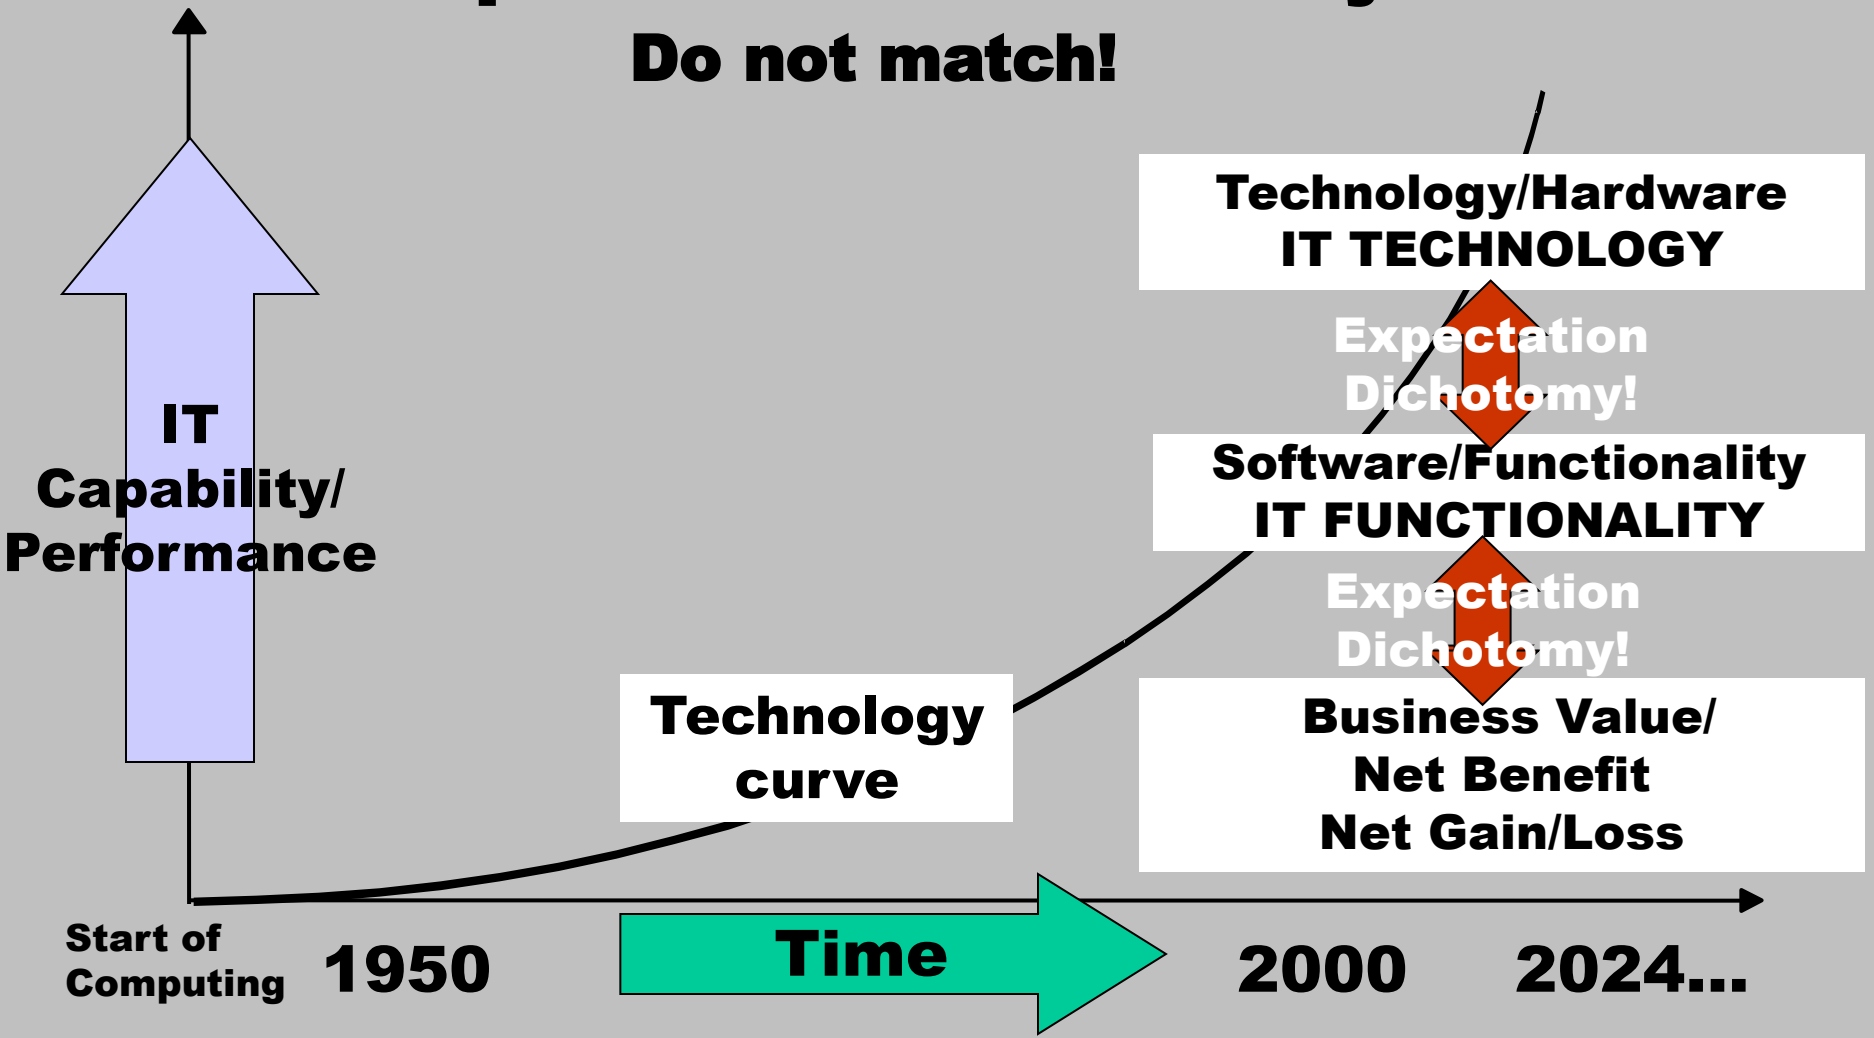 Do not match!
Technology/Hardware
IT TECHNOLOGY
Expectation
Dichotomy!
Software/Functionality
IT FUNCTIONALITY
Expectation
Dichotomy!
Business Value/
Net Benefit
Net Gain/Loss
IT
Capability/
Performance
Technology
curve
Start of
Computing
1950
Time
2000
2024...